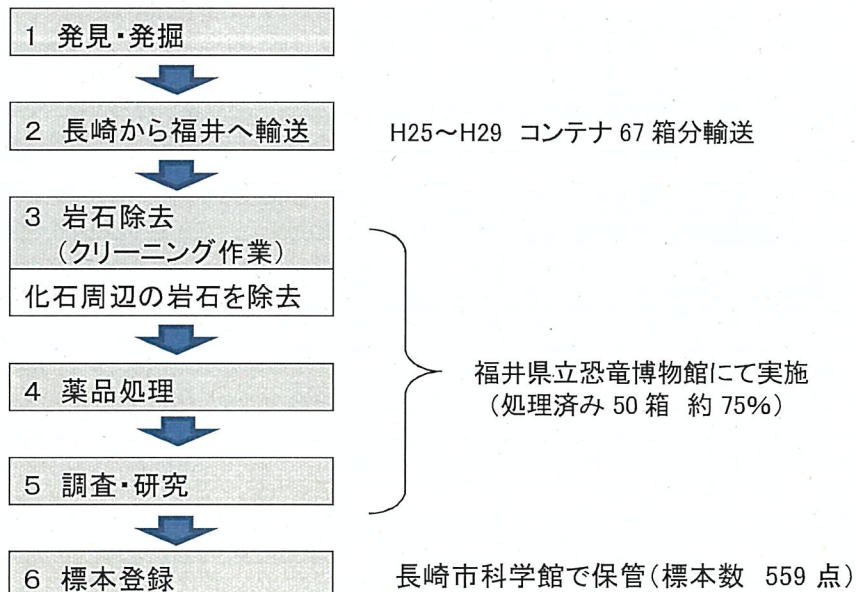 1 発見・発掘
2 長崎から福井へ輸送
H25～H29 コンテナ 67 箱分輸送
3 岩石除去
（クリーニング作業）
化石周辺の岩石を除去
4 薬品処理
福井県立恐竜博物館にて実施
（処理済み 50 箱 約 75%）
5 調査・研究
6 標本登録
長崎市科学館で保管（標本数 559 点）